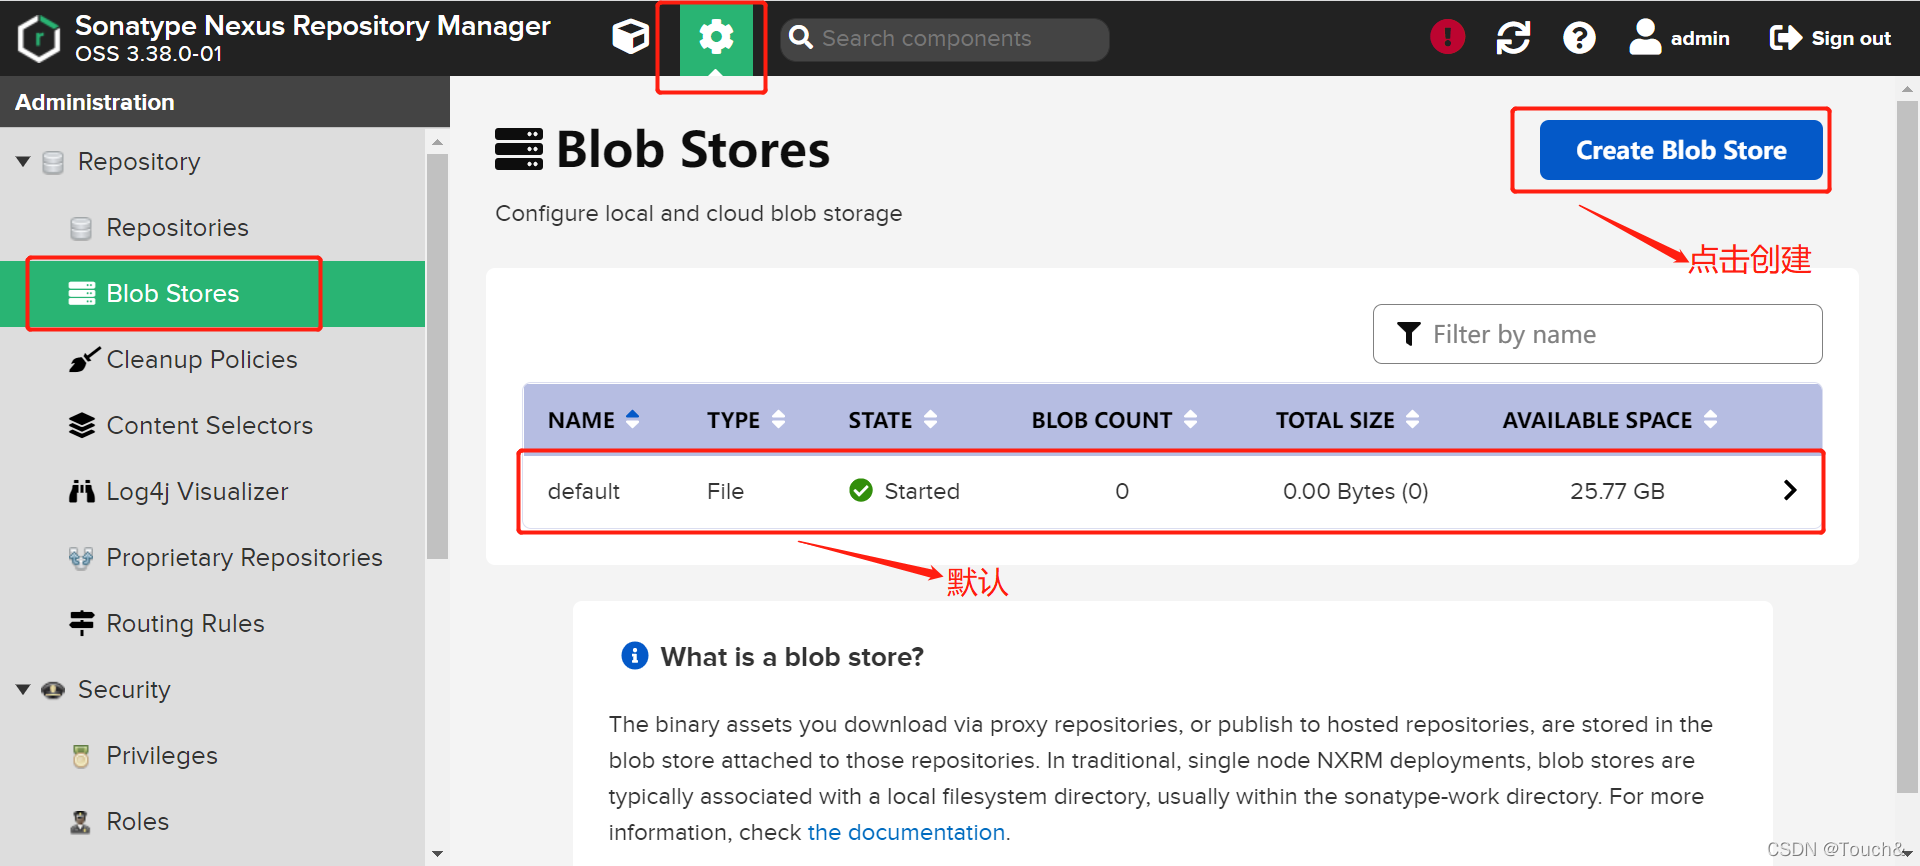 Sonatype Nexus Repository Manager
OSS 3.38.0-01
Search components
admin
Sign out
Administration
Repository
Repositories
Blob Stores
Cleanup Policies
Content Selectors
Log4j Visualizer
Proprietary Repositories
Routing Rules
Security
Privileges
Roles
Blob Stores
Create Blob Store
Configure local and cloud blob storage
点击创建
Filter by name
NAME TYPE STATE BLOB COUNT TOTAL SIZE AVAILABLE SPACE
default File Started 0 0.00 Bytes (0) 25.77 GB
默认
What is a blob store?
The binary assets you download via proxy repositories, or publish to hosted repositories, are stored in the
blob store attached to those repositories. In traditional, single node NXRM deployments, blob stores are
typically associated with a local filesystem directory, usually within the sonatype-work directory. For more
information, check the documentation.
CSDN @Touch&